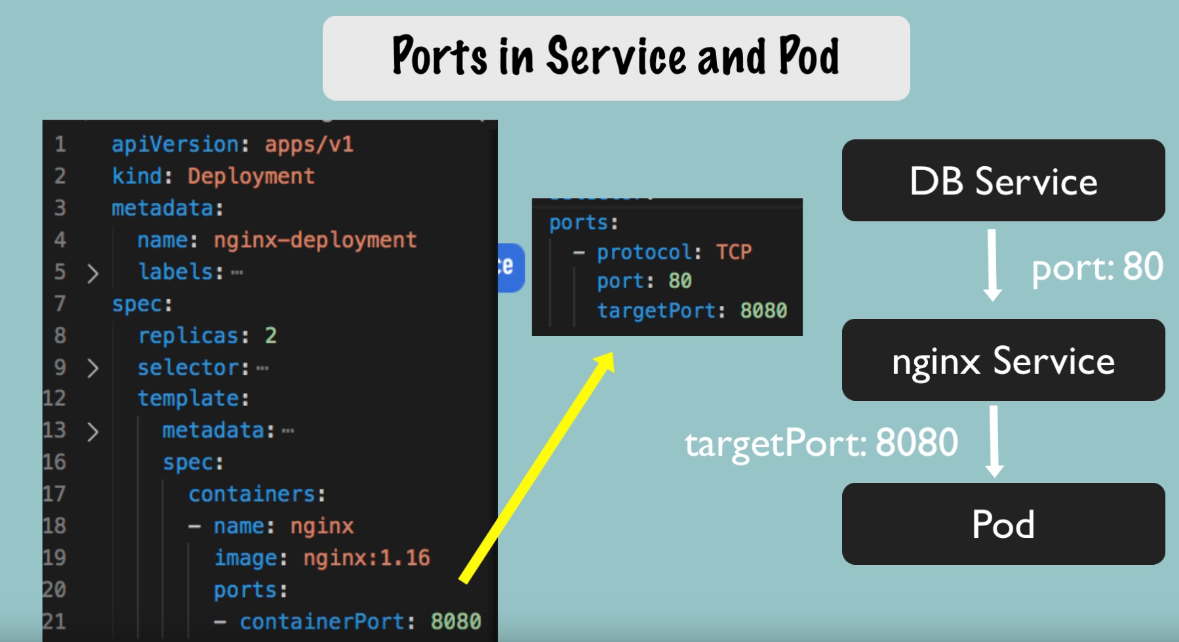 Ports in Service and Pod
1 apiVersion: apps/v1
2 kind: Deployment
3 metadata:
4 name: nginx-deployment
5 > labels:⋯
7 spec:
8 replicas: 2
9 > selector:⋯
12 template:
13 > metadata:⋯
16 spec:
17 containers:
18 - name: nginx
19 image: nginx:1.16
20 ports:
21 - containerPort: 8080
ports:
- protocol: TCP
port: 80
targetPort: 8080
DB Service
port: 80
nginx Service
targetPort: 8080
Pod